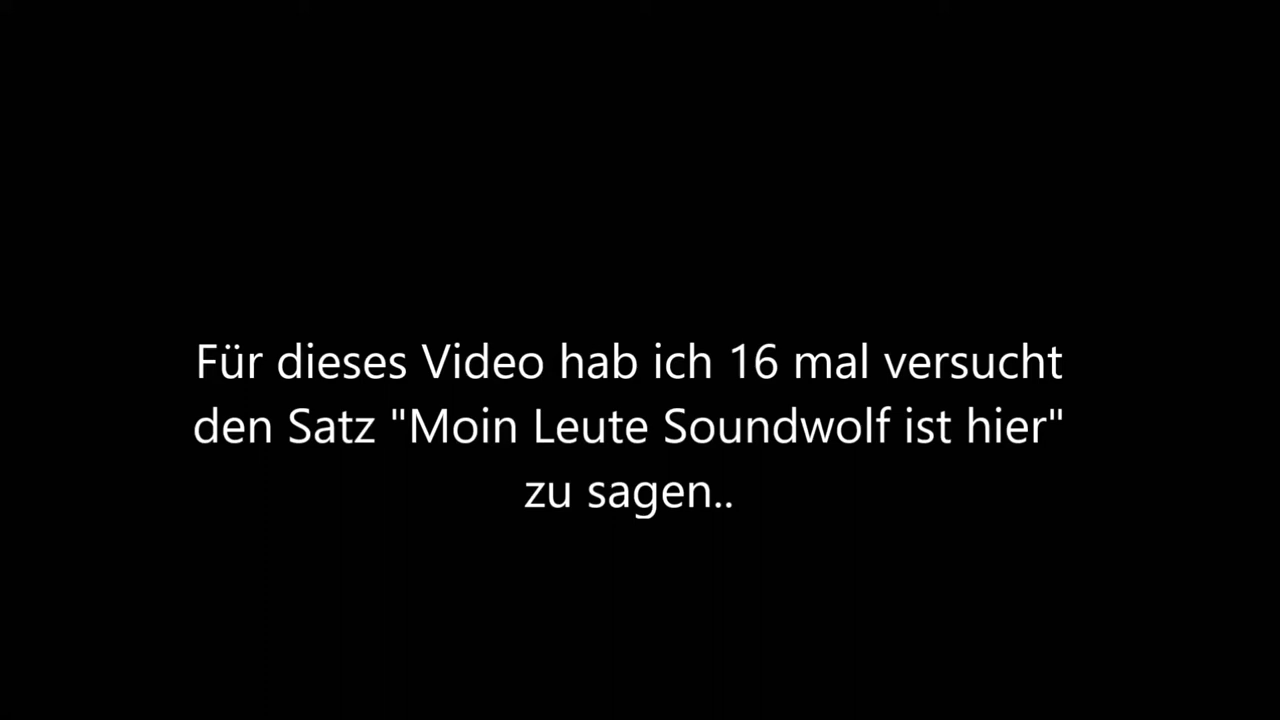 Für dieses Video hab ich 16 mal versucht
den Satz "Moin Leute Soundwolf ist hier"
zu sagen..